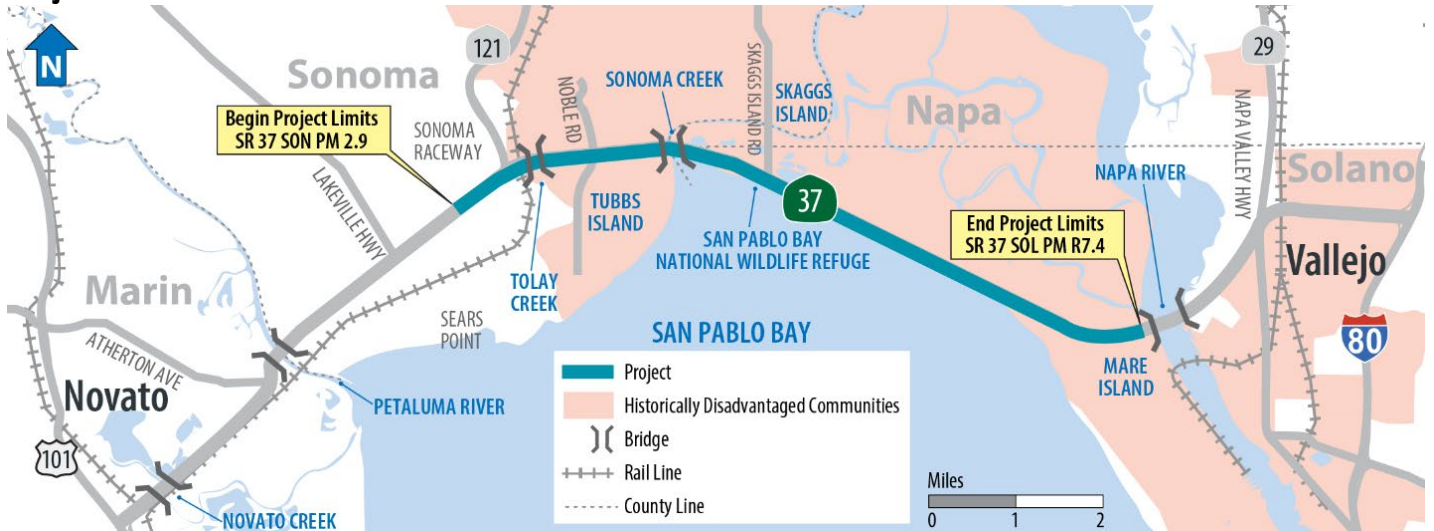 N
Sonoma
121
Begin Project Limits
SR 37 SON PM 2.9
SONOMA
RACEWAY
LAKEVILLE HWY
NOBLE RD
SONOMA CREEK
SKAGGS ISLAND RD
SKAGGS
ISLAND
Napa
29
NAPA VALLEY HWY
Solano
NAPA RIVER
End Project Limits
SR 37 SOL PM R7.4
37
TUBBS
ISLAND
TOLAY
CREEK
SAN PABLO BAY
NATIONAL WILDLIFE REFUGE
Vallejo
80
MARE
ISLAND
Marin
ATHERTON AVE
SEARS
POINT
Novato
101
PETALUMA RIVER
NOVATO CREEK
SAN PABLO BAY
Project
Historically Disadvantaged Communities
Bridge
Rail Line
County Line
Miles
0 1 2